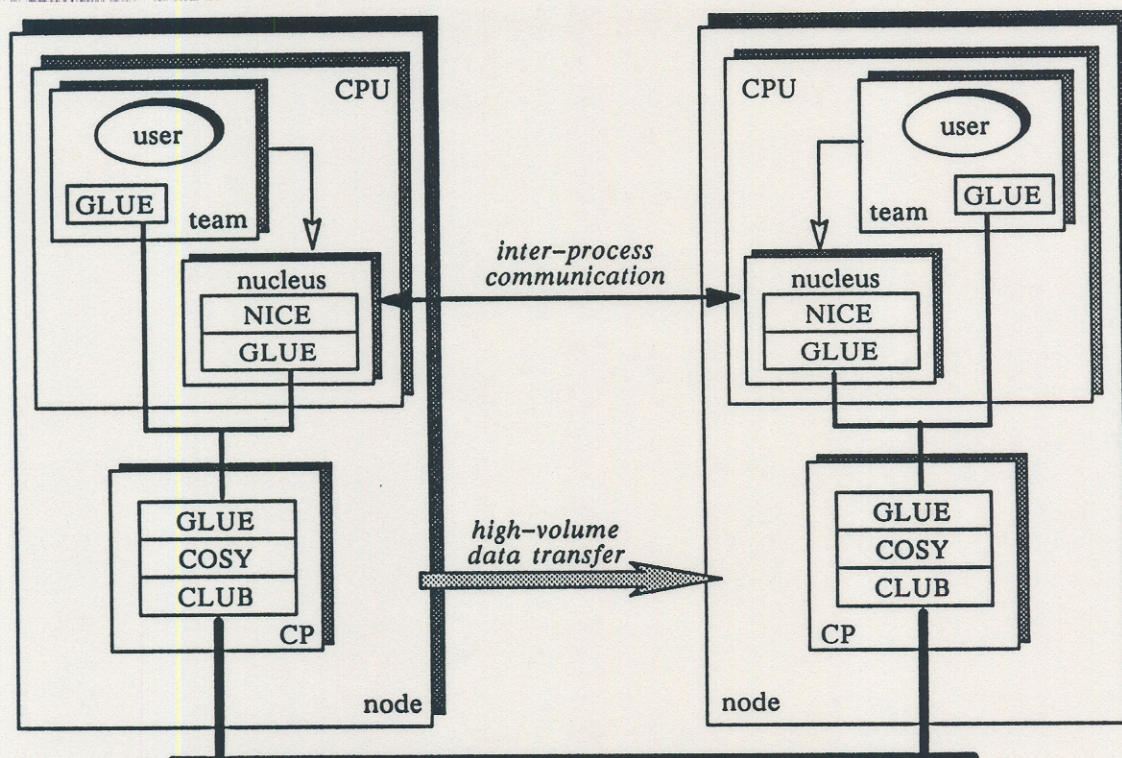 CPU
user
GLUE
team
nucleus
NICE
GLUE
GLUE
COSY
CLUB
CP
node
inter-process
communication
high-volume
data transfer
CPU
user
GLUE
team
nucleus
NICE
GLUE
GLUE
COSY
CLUB
CP
node